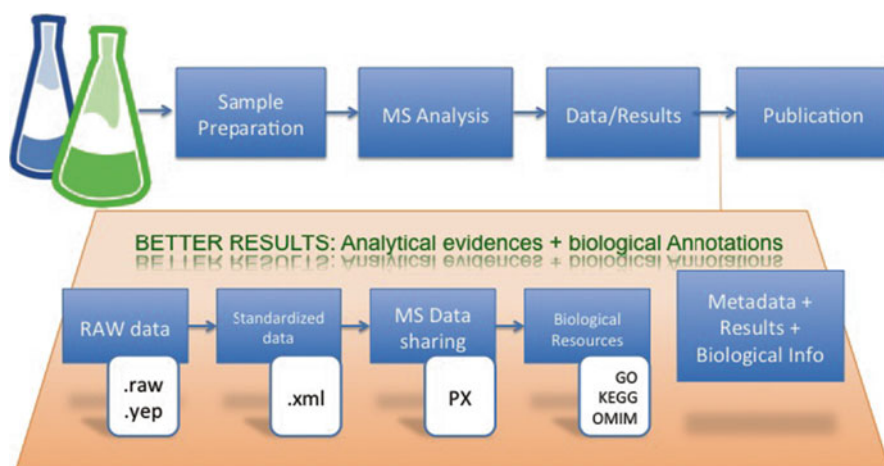 Sample
Preparation
MS Analysis
Data/Results
Publication
BETTER RESULTS: Analytical evidences + biological Annotations
RAW data
.raw
.yep
Standardized
data
.xml
MS Data
sharing
PX
Biological
Resources
GO
KEGG
OMIM
Metadata +
Results +
Biological Info